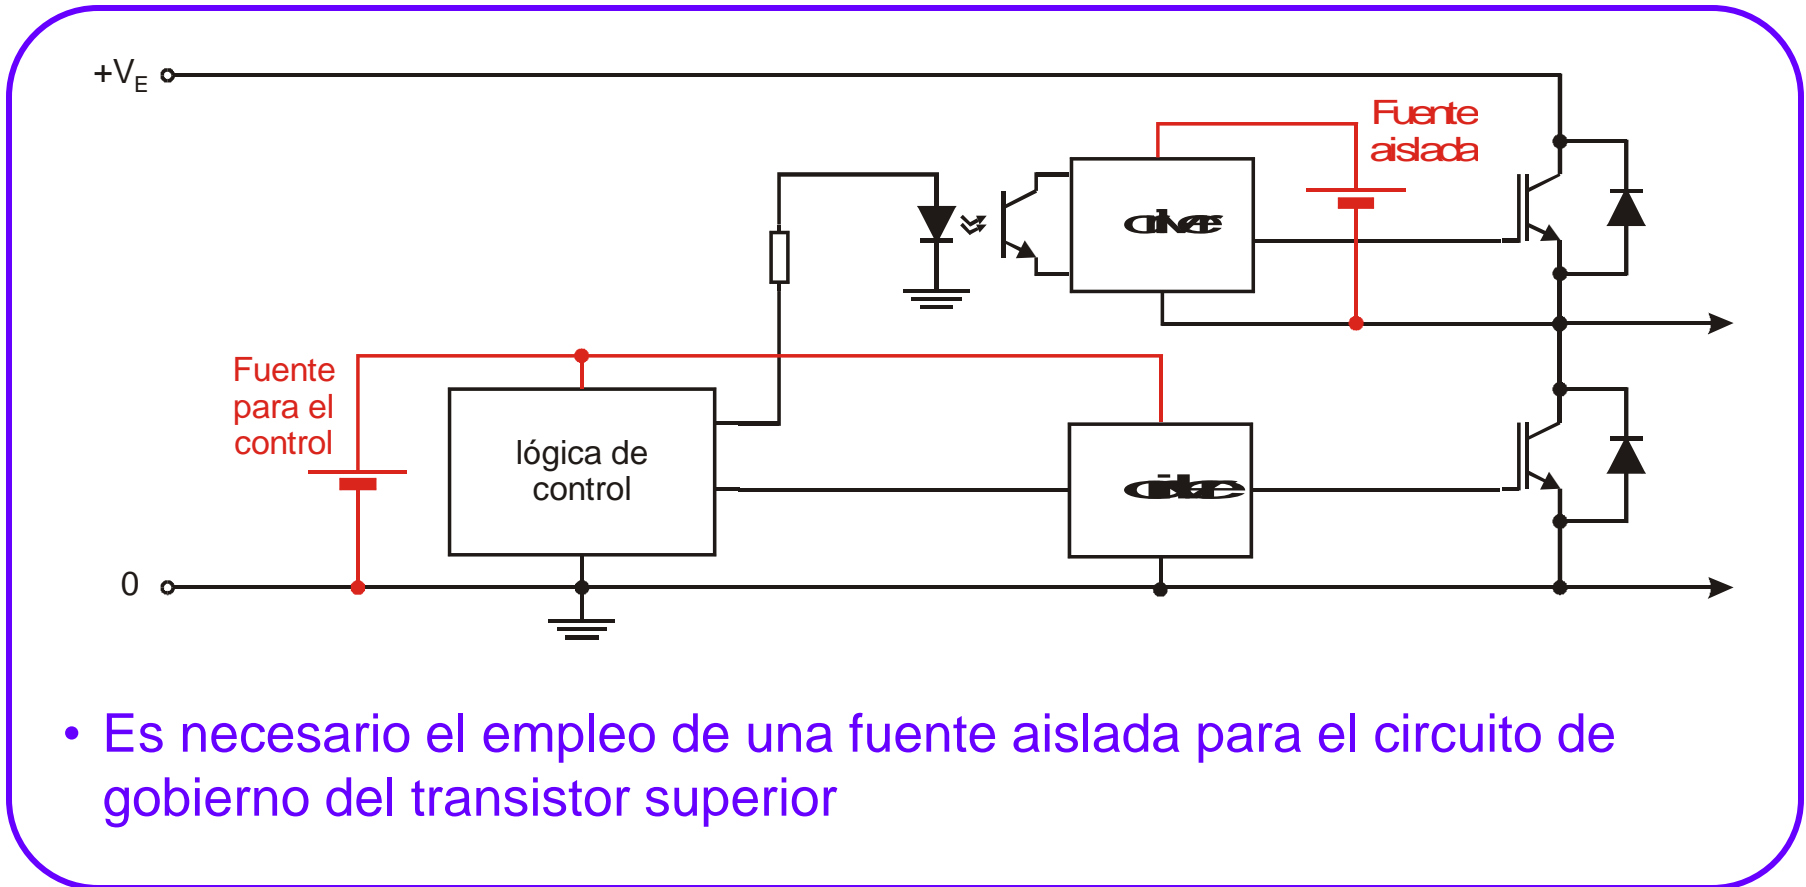 +VE
Fuente
aislada
Fuente
para el
control
lógica de
control
0
• Es necesario el empleo de una fuente aislada para el circuito de
gobierno del transistor superior